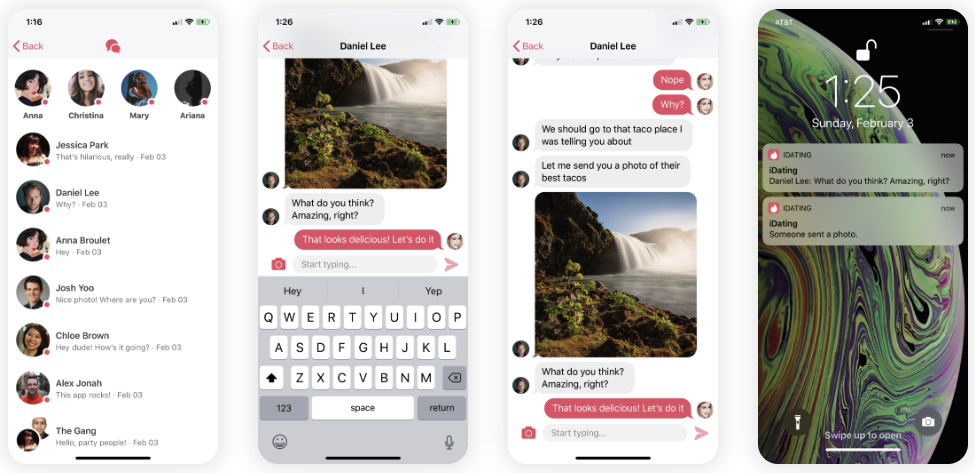 1:16
Back
Anna
Christina
Mary
Ariana
Jessica Park
That's hilarious, really · Feb 03
Daniel Lee
Why? · Feb 03
Anna Broulet
Hey · Feb 03
Josh Yoo
Nice photo! Where are you? · Feb 03
Chloe Brown
Hey dude! How's it going? · Feb 03
Alex Jonah
This app rocks! · Feb 03
The Gang
Hello, party people! · Feb 03
1:26
Back
Daniel Lee
What do you think?
Amazing, right?
That looks delicious! Let's do it
Start typing...
Hey
I
Yep
Q W E R T Y U I O P
A S D F G H J K L
Z X C V B N M
123
space
return
1:26
Back
Daniel Lee
Nope
Why?
We should go to that taco place I
was telling you about
Let me send you a photo of their
best tacos
What do you think?
Amazing, right?
That looks delicious! Let's do it
Start typing...
AT&T
1:25
Sunday, February 3
IDATING
now
iDating
Daniel Lee: What do you think? Amazing, right?
IDATING
now
iDating
Someone sent a photo.
Swipe up to open